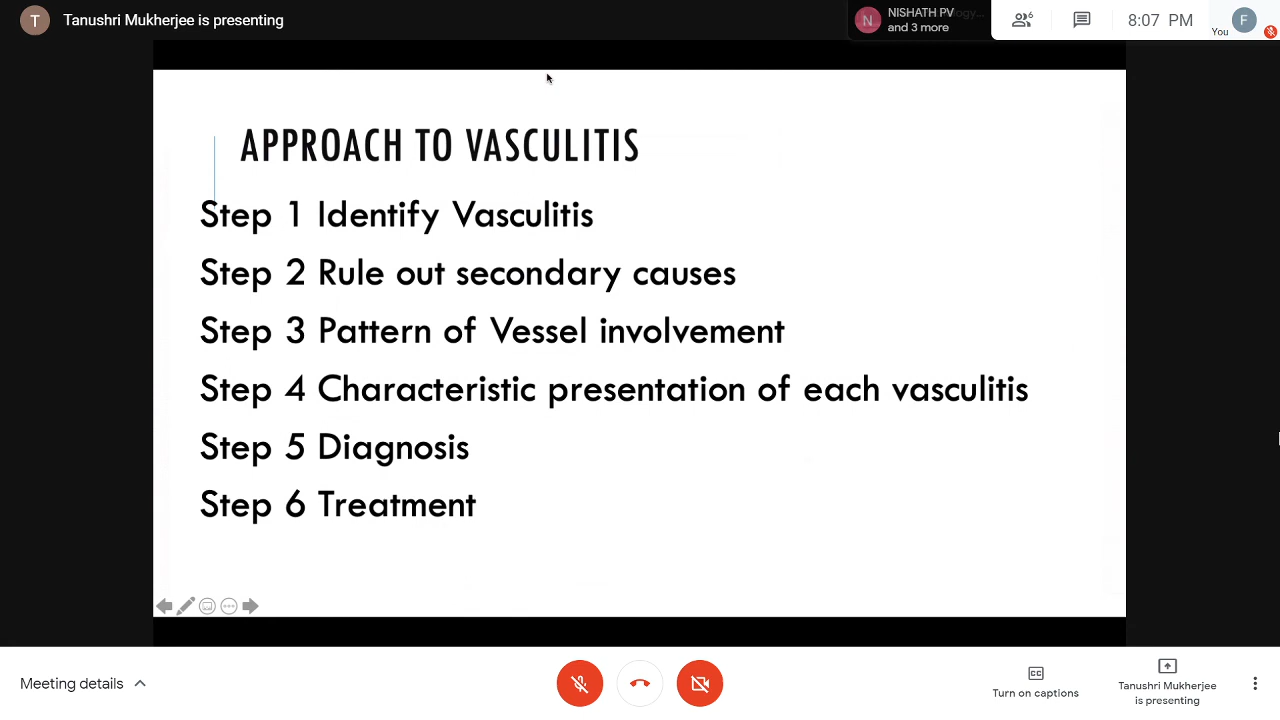 T
Tanushri Mukherjee is presenting
N
NISHATH PV
and 3 more
6
8:07 PM
You
F
APPROACH TO VASCULITIS
Step 1 Identify Vasculitis
Step 2 Rule out secondary causes
Step 3 Pattern of Vessel involvement
Step 4 Characteristic presentation of each vasculitis
Step 5 Diagnosis
Step 6 Treatment
Meeting details
CC
Turn on captions
Tanushri Mukherjee
is presenting